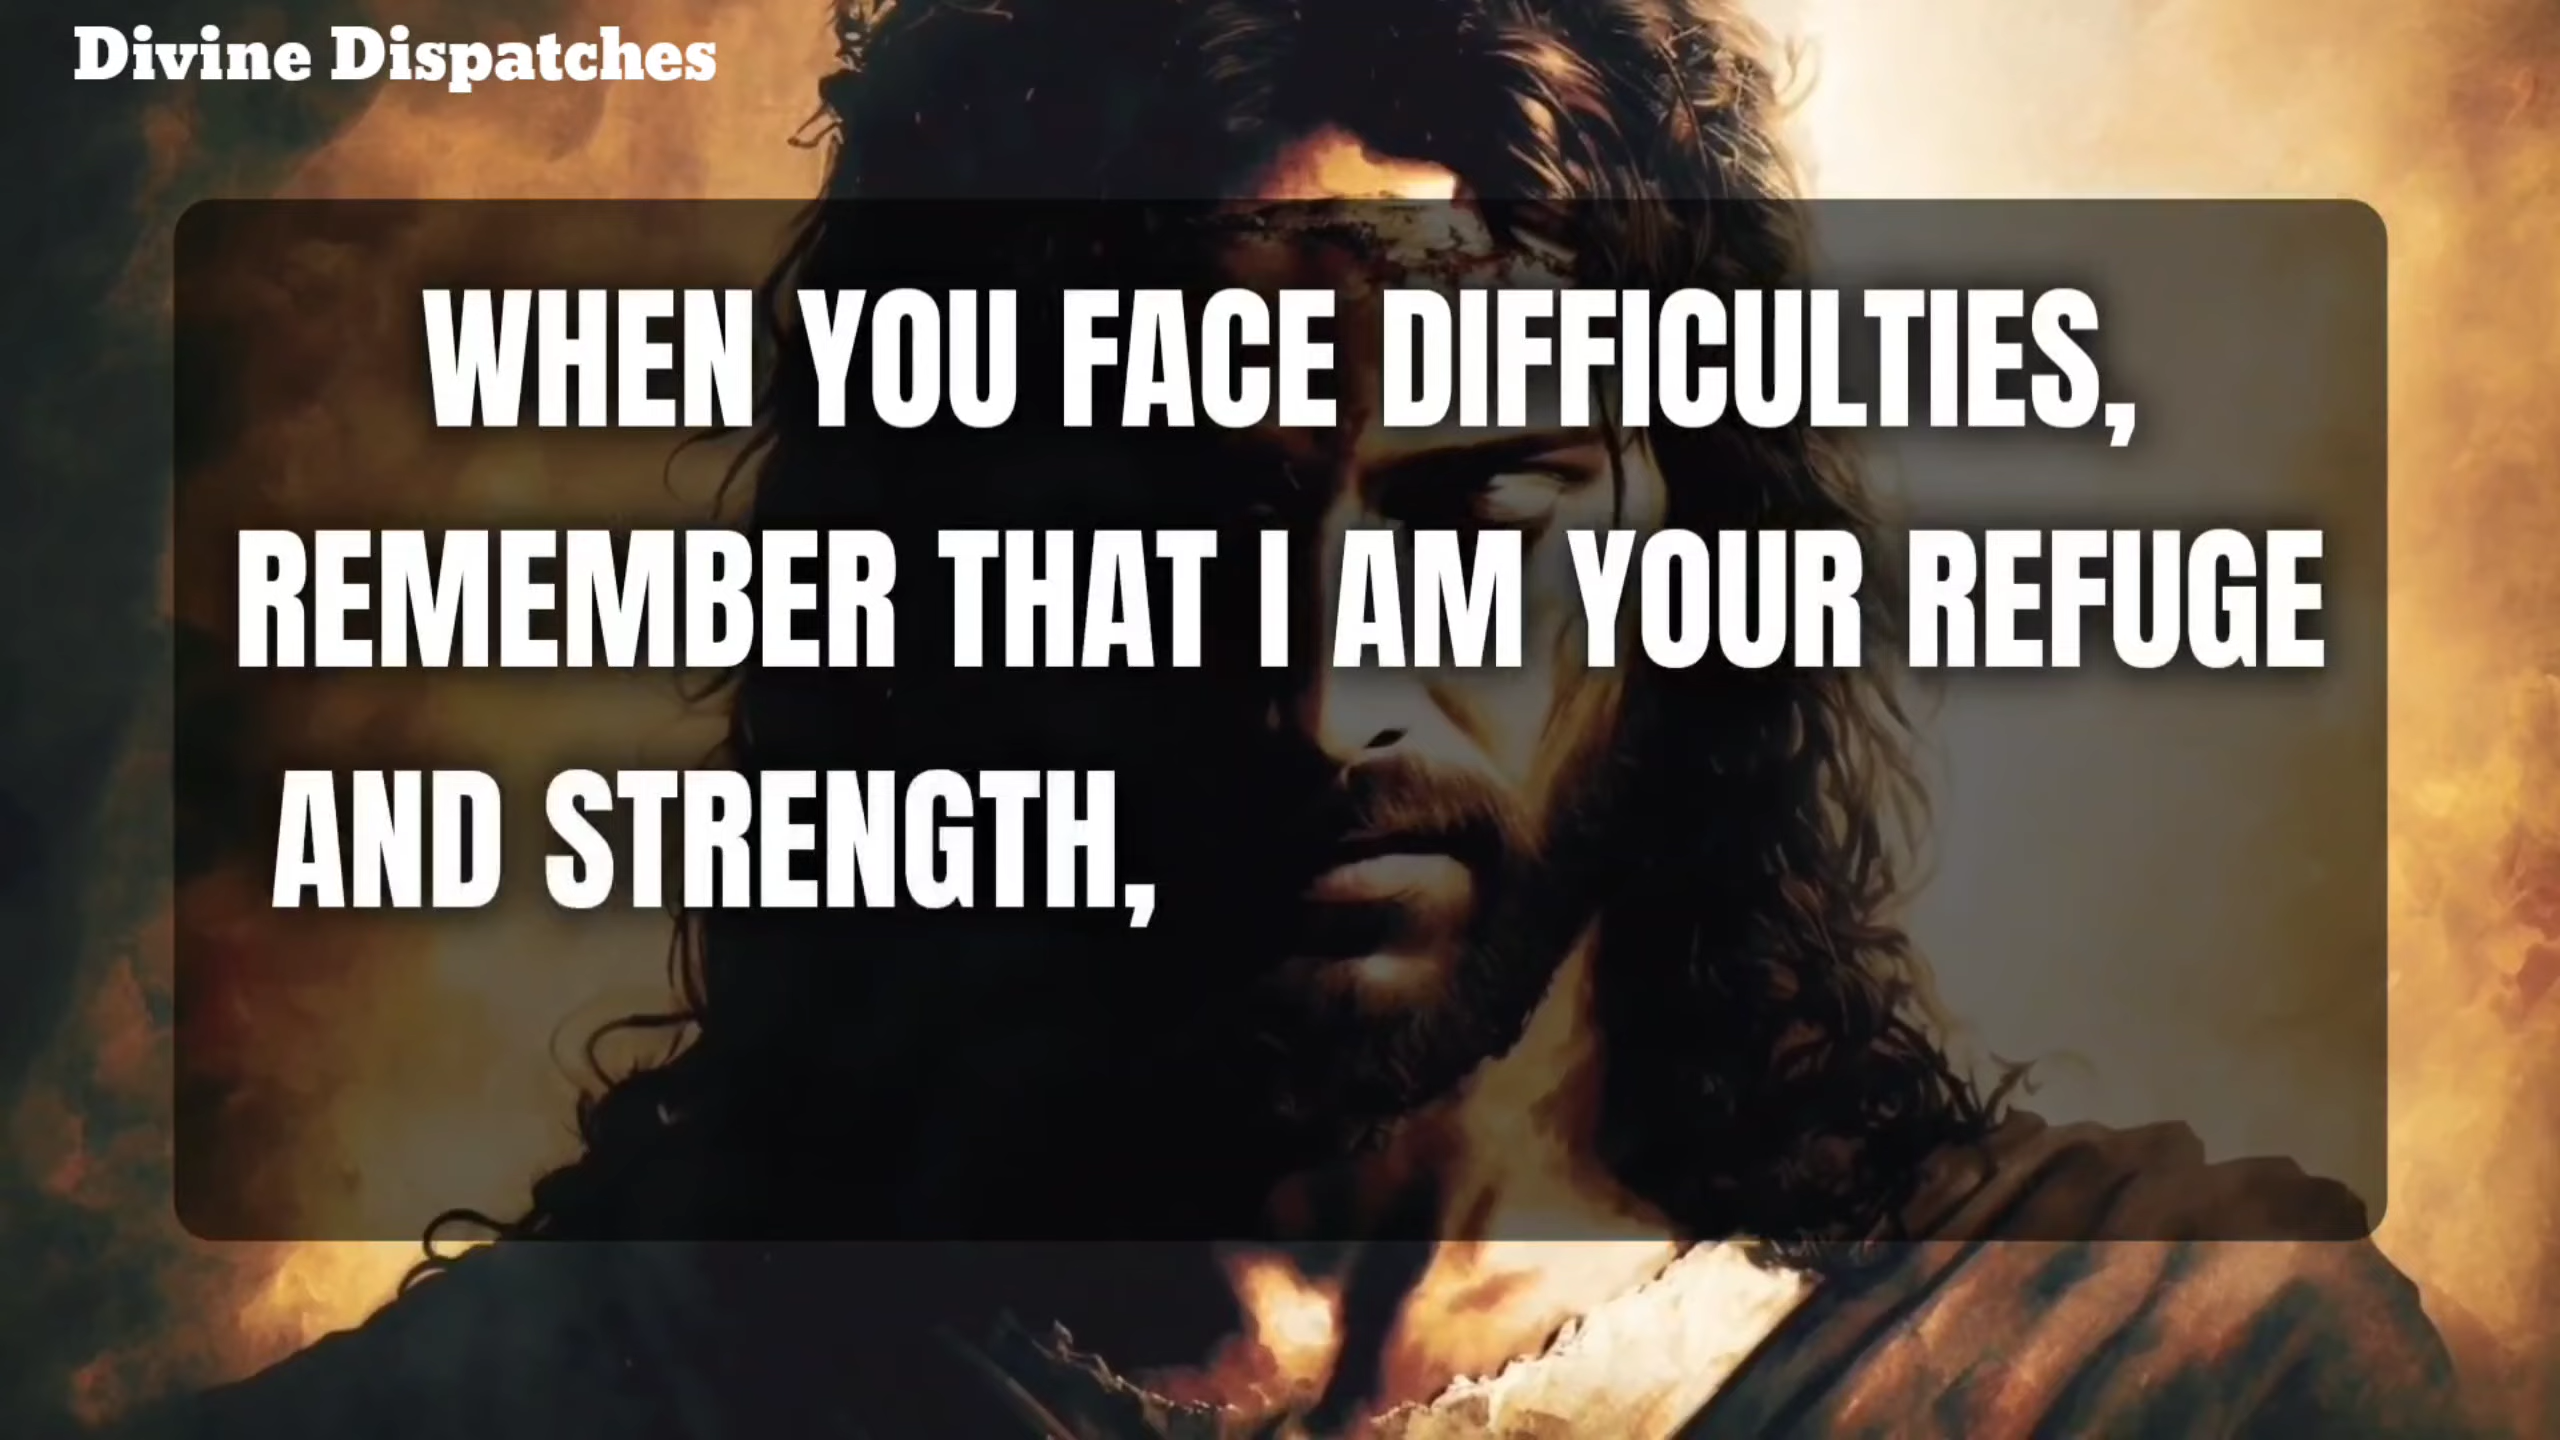 Divine Dispatches
WHEN YOU FACE DIFFICULTIES,
REMEMBER THAT I AM YOUR REFUGE
AND STRENGTH,